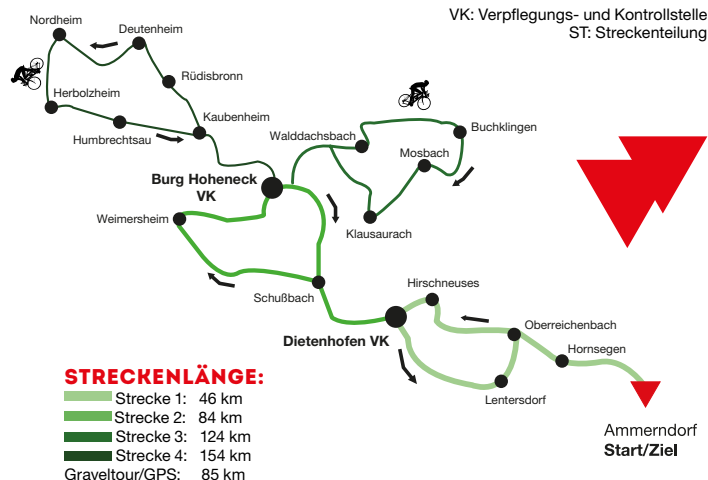 VK: Verpflegungs- und Kontrollstelle
ST: Streckenteilung
Nordheim
Deutenheim
Rüdisbronn
Herbolzheim
Kaubenheim
Humbrechtsau
Walddachsbach
Buchklingen
Mosbach
Burg Hoheneck
VK
Weimersheim
Klausaurach
Schußbach
Hirschneuses
Dietenhofen VK
Oberreichenbach
Hornsegen
Lentersdorf
Ammerndorf
Start/Ziel
STRECKENLÄNGE:
Strecke 1: 46 km
Strecke 2: 84 km
Strecke 3: 124 km
Strecke 4: 154 km
Graveltour/GPS: 85 km